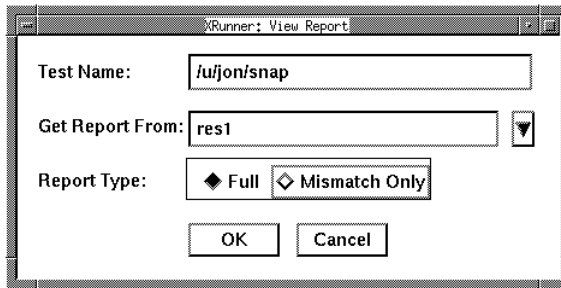 XRunner: View Report
Test Name: /u/jon/snap
Get Report From: res1
Report Type: Full Mismatch Only
OK Cancel